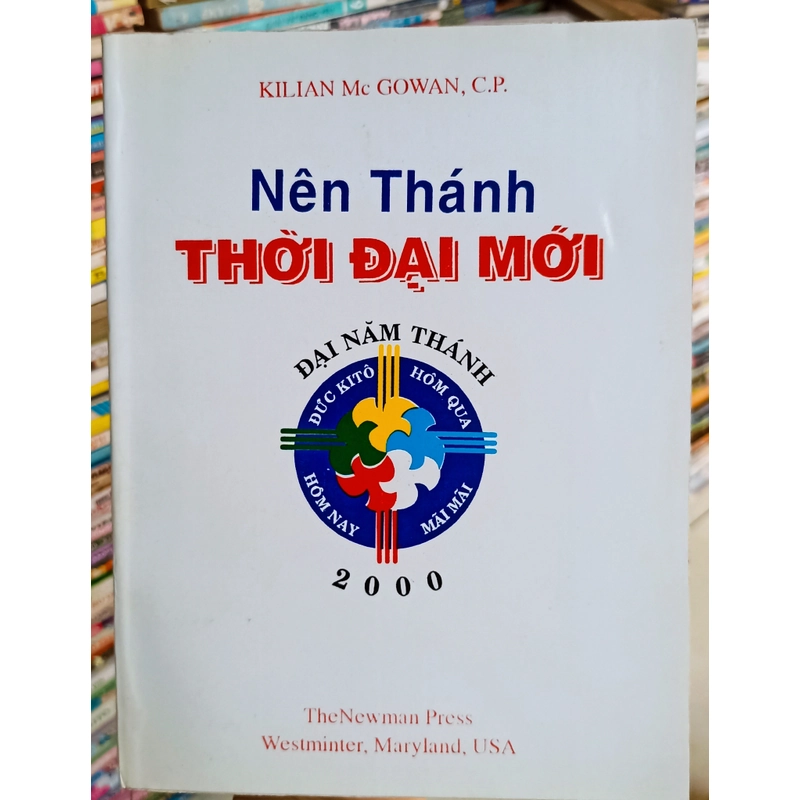 KILIAN Mc GOWAN, C.P.
Nên Thánh
THỜI ĐẠI MỚI
ĐẠI NĂM THÁNH
ĐỨC KITÔ
HÔM QUA
HÔM NAY
MÃI MÃI
2000
TheNewman Press
Westminter, Maryland, USA